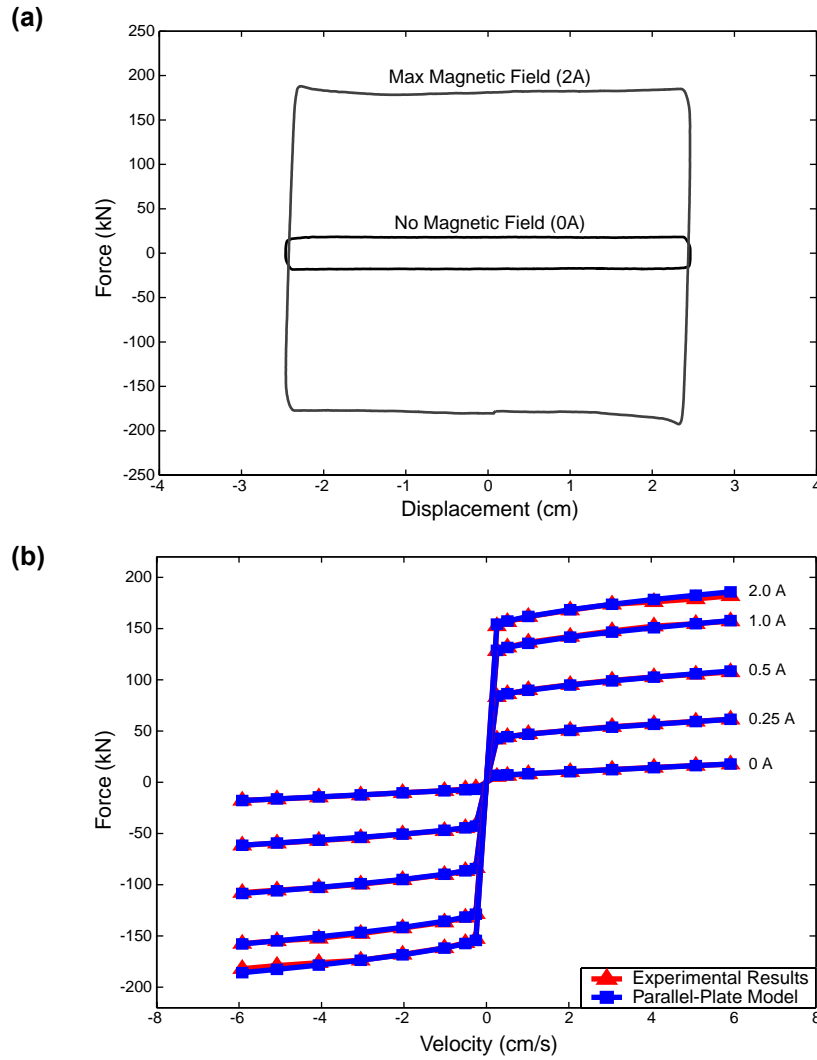 (a)
250
200
150
100
50
0
-50
-100
-150
-200
-250
Force (kN)
Max Magnetic Field (2A)
No Magnetic Field (0A)
-4 -3 -2 -1 0 1 2 3 4
Displacement (cm)
(b)
200
150
100
50
0
-50
-100
-150
-200
Force (kN)
2.0 A
1.0 A
0.5 A
0.25 A
0 A
Experimental Results
Parallel-Plate Model
-8 -6 -4 -2 0 2 4 6 8
Velocity (cm/s)